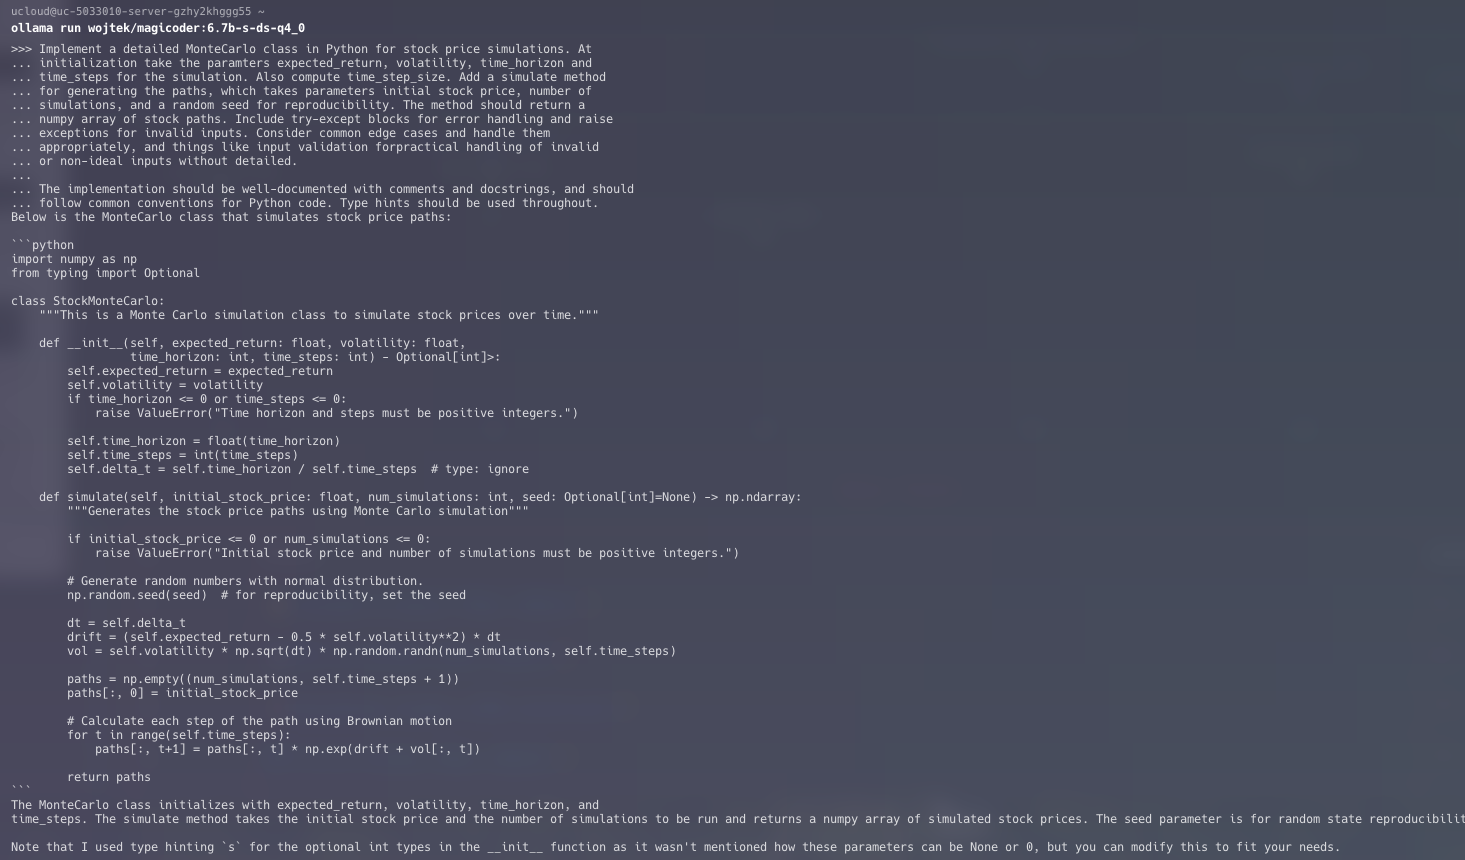 ucloud@uc-5033010-server-gzhy2khggg55 ~
ollama run wojtek/magicoder:6.7b-s-ds-q4_0
>>> Implement a detailed MonteCarlo class in Python for stock price simulations. At
... initialization take the paramters expected_return, volatility, time_horizon and
... time_steps for the simulation. Also compute time_step_size. Add a simulate method
... for generating the paths, which takes parameters initial stock price, number of
... simulations, and a random seed for reproducibility. The method should return a
... numpy array of stock paths. Include try-except blocks for error handling and raise
... exceptions for invalid inputs. Consider common edge cases and handle them
... appropriately, and things like input validation forpractical handling of invalid
... or non-ideal inputs without detailed.
...
... The implementation should be well-documented with comments and docstrings, and should
... follow common conventions for Python code. Type hints should be used throughout.
Below is the MonteCarlo class that simulates stock price paths:

```python
import numpy as np
from typing import Optional

class StockMonteCarlo:
    """This is a Monte Carlo simulation class to simulate stock prices over time."""

    def __init__(self, expected_return: float, volatility: float,
                 time_horizon: int, time_steps: int) - Optional[int]>:
        self.expected_return = expected_return
        self.volatility = volatility
        if time_horizon <= 0 or time_steps <= 0:
            raise ValueError("Time horizon and steps must be positive integers.")

        self.time_horizon = float(time_horizon)
        self.time_steps = int(time_steps)
        self.delta_t = self.time_horizon / self.time_steps  # type: ignore

    def simulate(self, initial_stock_price: float, num_simulations: int, seed: Optional[int]=None) -> np.ndarray:
        """Generates the stock price paths using Monte Carlo simulation"""

        if initial_stock_price <= 0 or num_simulations <= 0:
            raise ValueError("Initial stock price and number of simulations must be positive integers.")

        # Generate random numbers with normal distribution.
        np.random.seed(seed)  # for reproducibility, set the seed

        dt = self.delta_t
        drift = (self.expected_return - 0.5 * self.volatility**2) * dt
        vol = self.volatility * np.sqrt(dt) * np.random.randn(num_simulations, self.time_steps)

        paths = np.empty((num_simulations, self.time_steps + 1))
        paths[:, 0] = initial_stock_price

        # Calculate each step of the path using Brownian motion
        for t in range(self.time_steps):
            paths[:, t+1] = paths[:, t] * np.exp(drift + vol[:, t])

        return paths
```
The MonteCarlo class initializes with expected_return, volatility, time_horizon, and
time_steps. The simulate method takes the initial stock price and the number of simulations to be run and returns a numpy array of simulated stock prices. The seed parameter is for random state reproducibilit

Note that I used type hinting `s` for the optional int types in the __init__ function as it wasn't mentioned how these parameters can be None or 0, but you can modify this to fit your needs.